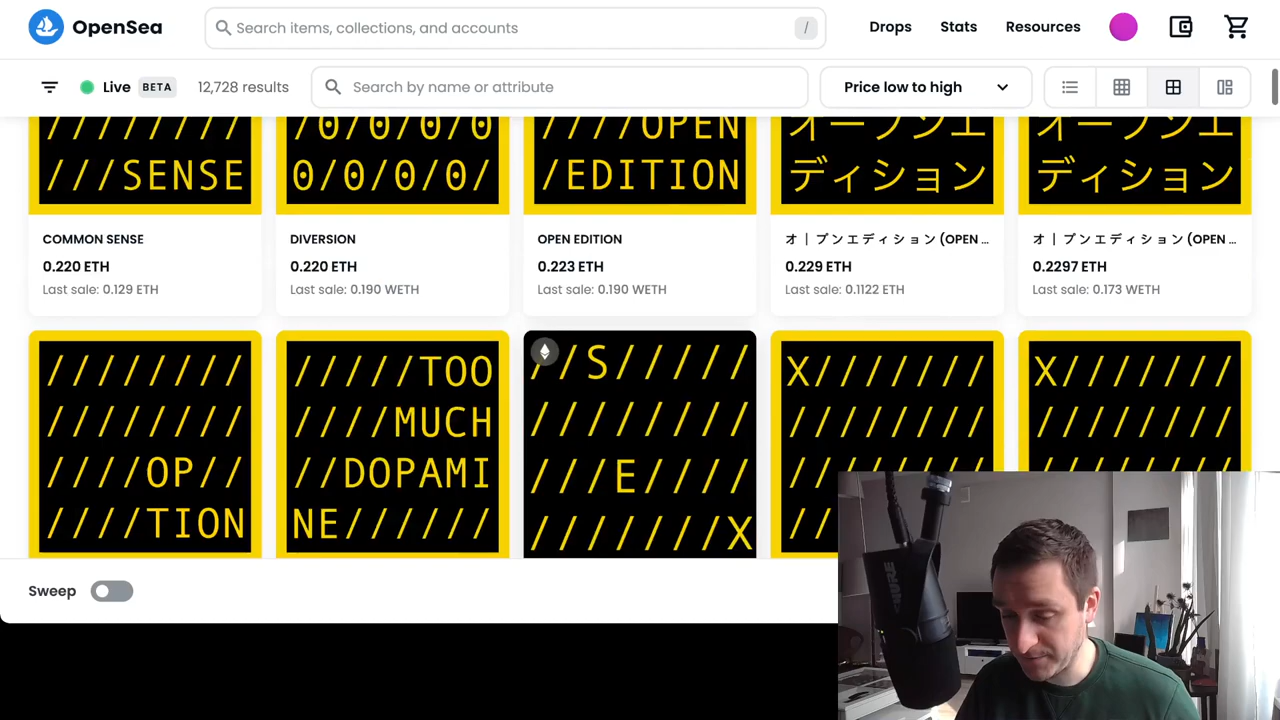 OpenSea
Search items, collections, and accounts
/
Drops
Stats
Resources
Live
BETA
12,728 results
Search by name or attribute
Price low to high
////////
///SENSE
/0/0/0/0
0/0/0/0/
////OPEN
/EDITION
オープンエ
ディション
オープンエ
ディション
COMMON SENSE
0.220 ETH
Last sale: 0.129 ETH
DIVERSION
0.220 ETH
Last sale: 0.190 WETH
OPEN EDITION
0.223 ETH
Last sale: 0.190 WETH
オ｜プンエディション (OPEN ...
0.229 ETH
Last sale: 0.1122 ETH
オ｜プンエディション (OPEN ...
0.2297 ETH
Last sale: 0.173 WETH
////////
////////
////OP//
////TION
/////TOO
////MUCH
//DOPAMI
NE//////
//S/////
////////
///E////
///////X
X///////
////////
X///////
////////
Sweep
SHURE